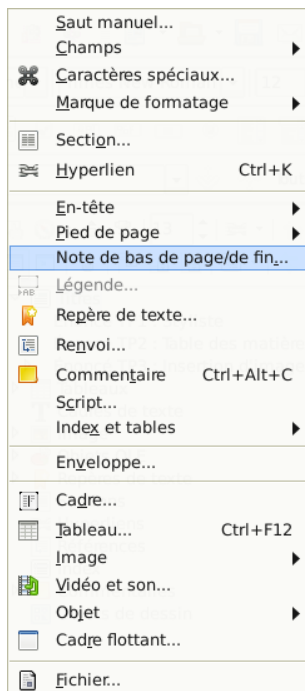 Saut manuel...
Champs
Caractères spéciaux...
Marque de formatage
Section...
Hyperlien Ctrl+K
En-tête
Pied de page
Note de bas de page/de fin...
Légende...
Repère de texte...
Renvoi...
Commentaire Ctrl+Alt+C
Script...
Index et tables
Enveloppe...
Cadre...
Tableau... Ctrl+F12
Image
Vidéo et son...
Objet
Cadre flottant...
Fichier...